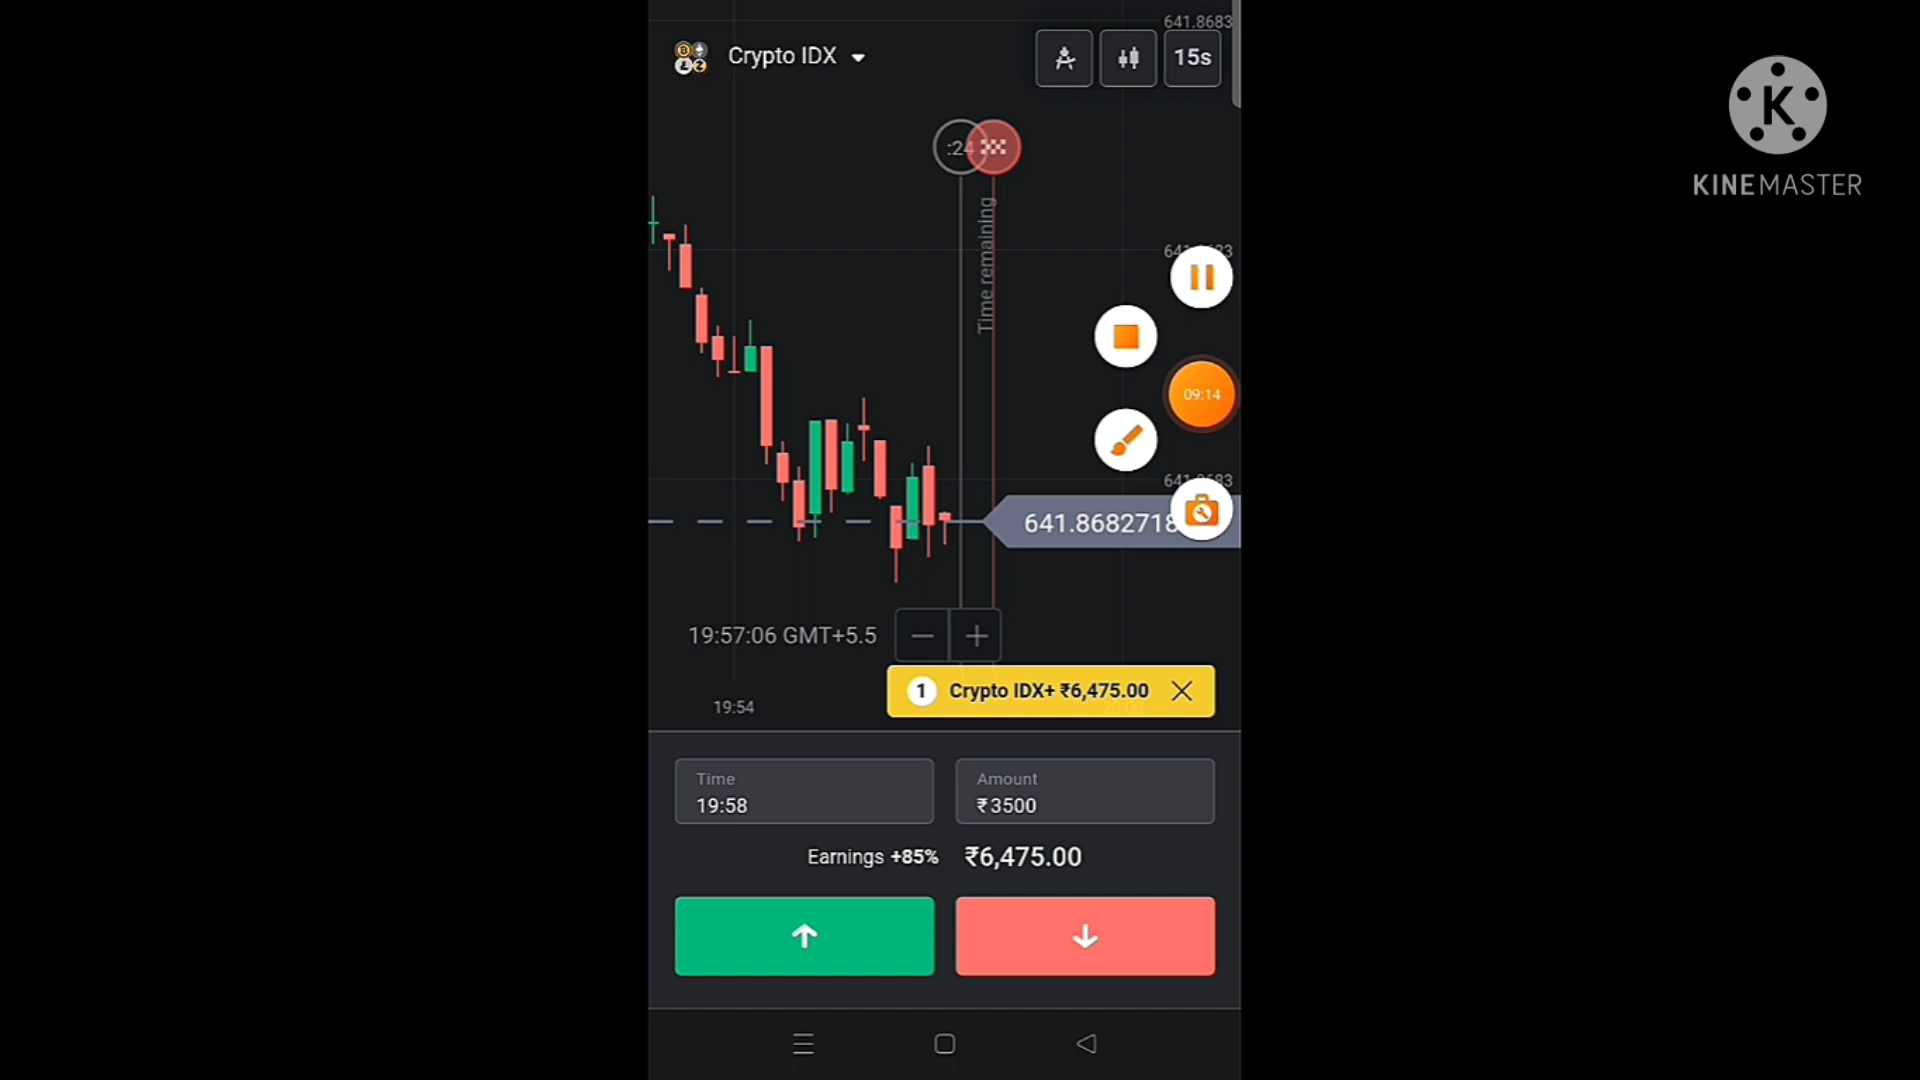 641.8683
Crypto IDX
15s
:24
K
KINEMASTER
Time remaining
09:14
641.8682718
19:57:06 GMT+5.5
1 Crypto IDX+ ₹6,475.00
19:54
Time
19:58
Amount
₹3500
Earnings +85% ₹6,475.00